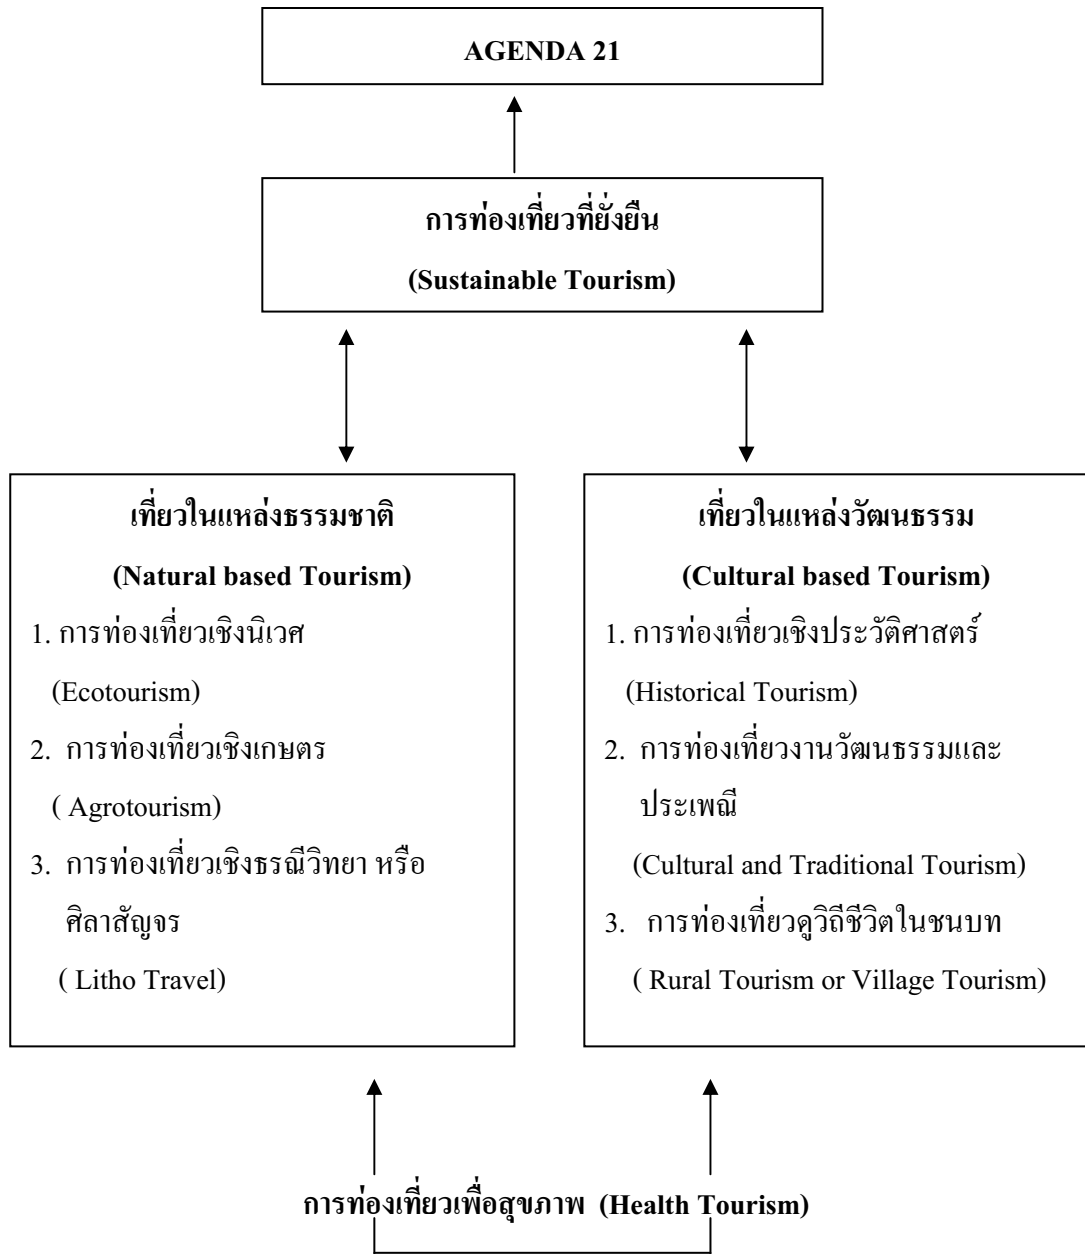 AGENDA 21
การท่องเที่ยวที่ยั่งยืน
(Sustainable Tourism)
เที่ยวในแหล่งธรรมชาติ
(Natural based Tourism)
1. การท่องเที่ยวเชิงนิเวศ
(Ecotourism)
2. การท่องเที่ยวเชิงเกษตร
( Agrotourism)
3. การท่องเที่ยวเชิงธรณีวิทยา หรือ
ศิลาสัญจร
( Litho Travel)
เที่ยวในแหล่งวัฒนธรรม
(Cultural based Tourism)
1. การท่องเที่ยวเชิงประวัติศาสตร์
(Historical Tourism)
2. การท่องเที่ยวงานวัฒนธรรมและ
ประเพณี
(Cultural and Traditional Tourism)
3. การท่องเที่ยวดูวิถีชีวิตในชนบท
( Rural Tourism or Village Tourism)
การท่องเที่ยวเพื่อสุขภาพ (Health Tourism)